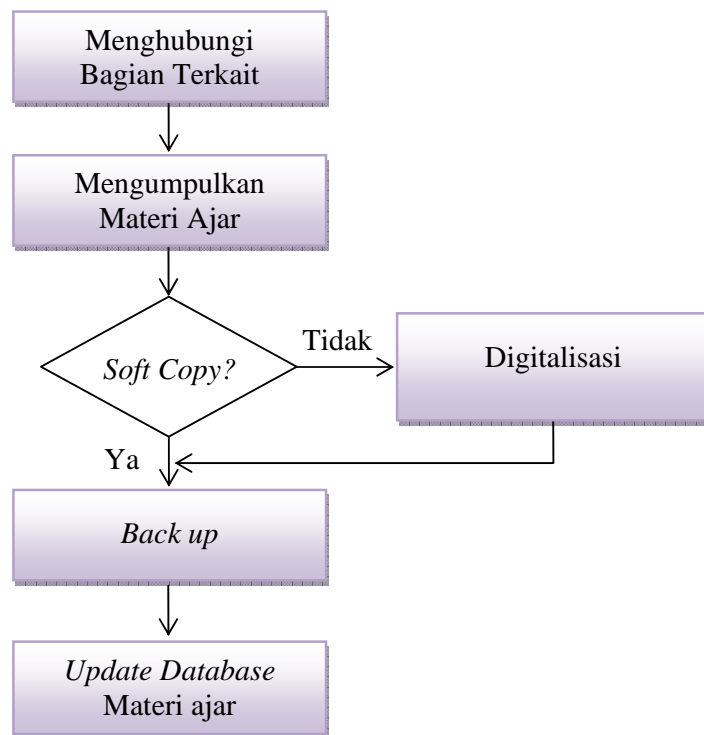 Menghubungi
Bagian Terkait
Mengumpulkan
Materi Ajar
Soft Copy?
Tidak
Digitalisasi
Ya
Back up
Update Database
Materi ajar